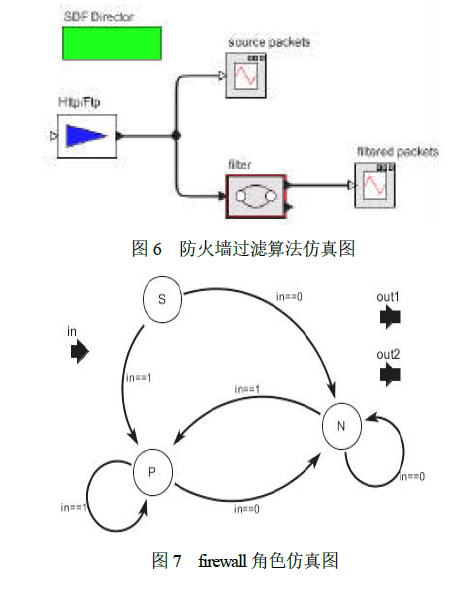 SDF Director
source packets
Http/Ftp
filter
filtered packets
图 6 防火墙过滤算法仿真图
S
in==0
out1
in
out2
in==1
in==1
N
P
in==0
in==1
in==0
图 7 firewall 角色仿真图